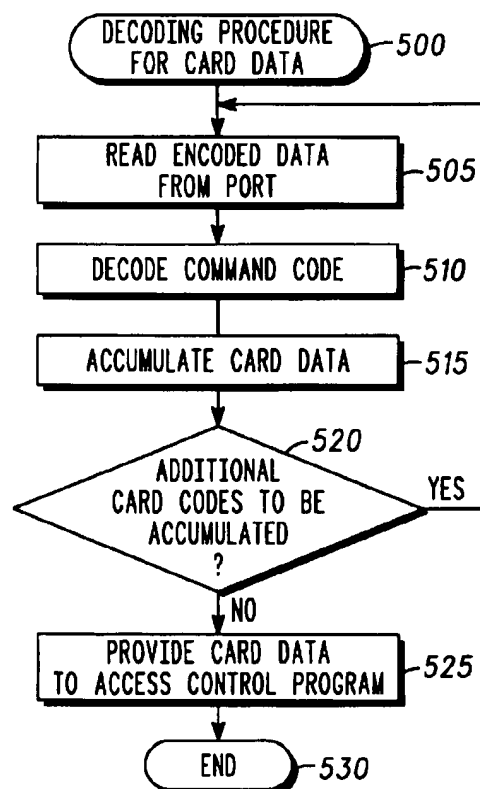 DECODING PROCEDURE
FOR CARD DATA
500
READ ENCODED DATA
FROM PORT
505
DECODE COMMAND CODE
510
ACCUMULATE CARD DATA
515
520
ADDITIONAL
CARD CODES TO BE
ACCUMULATED
?
YES
NO
PROVIDE CARD DATA
TO ACCESS CONTROL PROGRAM
525
END
530